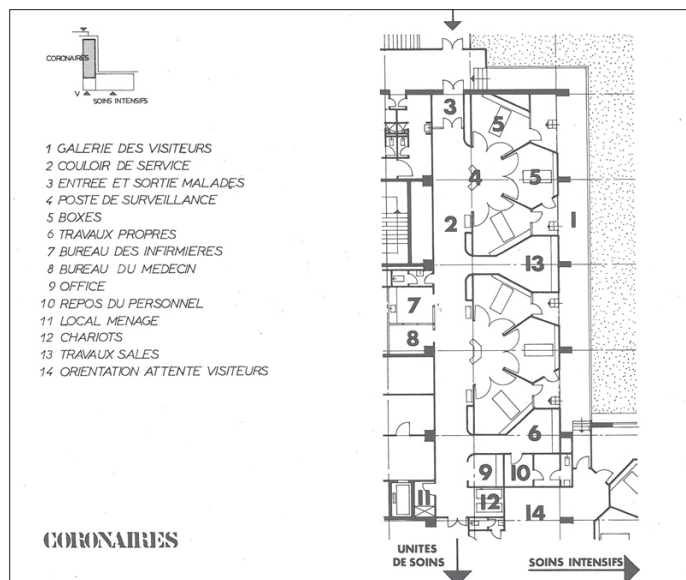 CORONAIRES
V
SOINS INTENSIFS
1 GALERIE DES VISITEURS
2 COULOIR DE SERVICE
3 ENTREE ET SORTIE MALADES
4 POSTE DE SURVEILLANCE
5 BOXES
6 TRAVAUX PROPRES
7 BUREAU DES INFIRMIERES
8 BUREAU DU MEDECIN
9 OFFICE
10 REPOS DU PERSONNEL
11 LOCAL MENAGE
12 CHARIOTS
13 TRAVAUX SALES
14 ORIENTATION ATTENTE VISITEURS
CORONAIRES
3
5
4
5
2
1
13
7
8
6
9
10
11
12
14
UNITES
DE SOINS
SOINS INTENSIFS